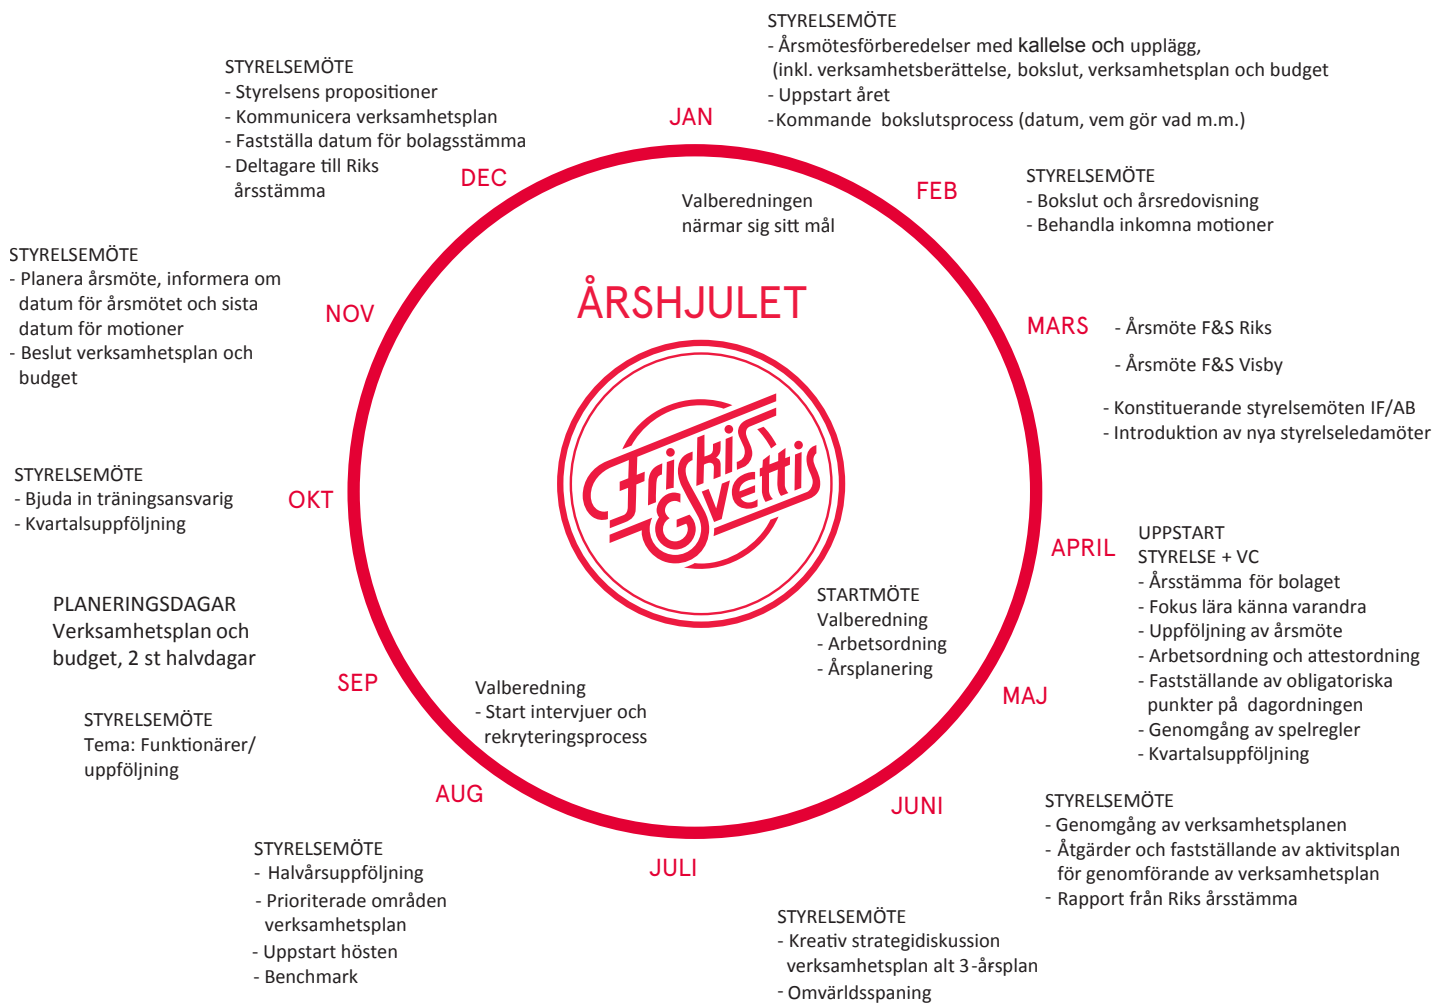 STYRELSEMÖTE
- Årsmötesförberedelser med kallelse och upplägg,
(inkl. verksamhetsberättelse, bokslut, verksamhetsplan och budget
- Uppstart året
-Kommande bokslutsprocess (datum, vem gör vad m.m.)
STYRELSEMÖTE
- Styrelsens propositioner
- Kommunicera verksamhetsplan
- Fastställa datum för bolagsstämma
- Deltagare till Riks
årsstämma
JAN
DEC
FEB
STYRELSEMÖTE
- Bokslut och årsredovisning
- Behandla inkomna motioner
Valberedningen
närmar sig sitt mål
STYRELSEMÖTE
- Planera årsmöte, informera om
datum för årsmötet och sista
datum för motioner
- Beslut verksamhetsplan och
budget
NOV
ÅRSHJULET
MARS
- Årsmöte F&S Riks
- Årsmöte F&S Visby
- Konstituerande styrelsemöten IF/AB
- Introduktion av nya styrelseledamöter
Friskis
&Svettis
STYRELSEMÖTE
- Bjuda in träningsansvarig
- Kvartalsuppföljning
OKT
APRIL
UPPSTART
STYRELSE + VC
- Årsstämma för bolaget
- Fokus lära känna varandra
- Uppföljning av årsmöte
- Arbetsordning och attestordning
- Fastställande av obligatoriska
punkter på dagordningen
- Genomgång av spelregler
- Kvartalsuppföljning
STARTMÖTE
Valberedning
- Arbetsordning
- Årsplanering
PLANERINGSDAGAR
Verksamhetsplan och
budget, 2 st halvdagar
SEP
MAJ
Valberedning
- Start intervjuer och
rekryteringsprocess
STYRELSEMÖTE
Tema: Funktionärer/
uppföljning
AUG
JUNI
STYRELSEMÖTE
- Genomgång av verksamhetsplanen
- Åtgärder och fastställande av aktivitsplan
för genomförande av verksamhetsplan
- Rapport från Riks årsstämma
STYRELSEMÖTE
- Halvårsuppföljning
- Prioriterade områden
verksamhetsplan
- Uppstart hösten
- Benchmark
JULI
STYRELSEMÖTE
- Kreativ strategidiskussion
verksamhetsplan alt 3-årsplan
- Omvärldsspaning